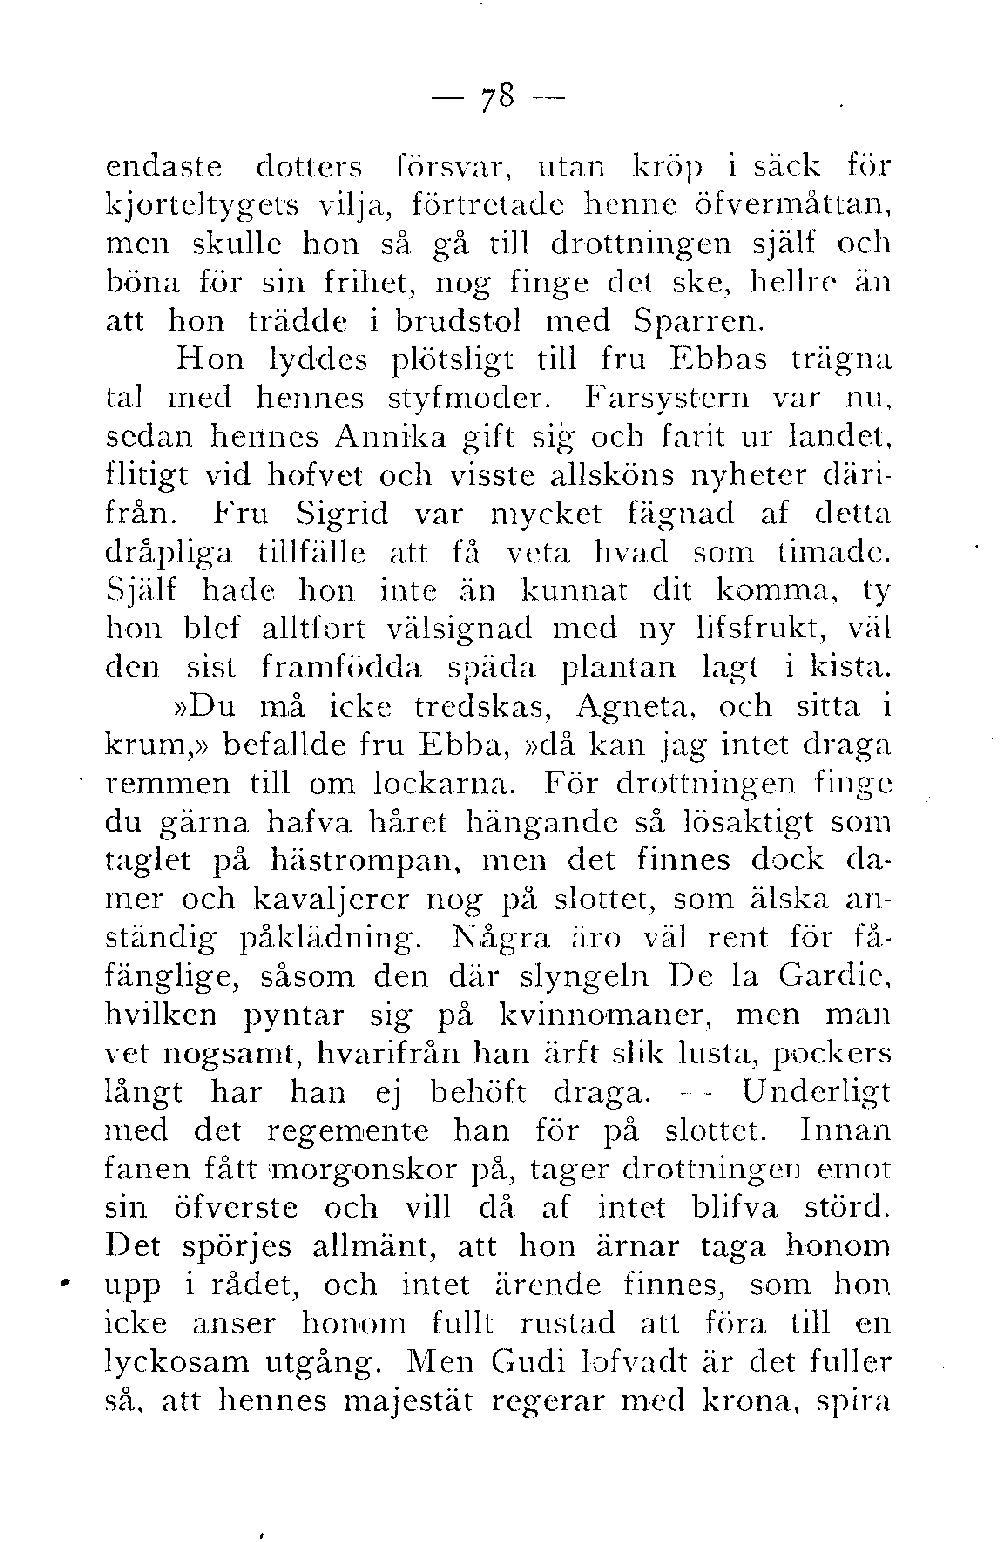 — 78 —
endaste dotters försvar, utan kröp i säck för
kjorteltygets vilja, förtretade henne öfvermåttan,
men skulle hon så gå till drottningen själf och
böna för sin frihet, nog finge det ske, hellre än
att hon trädde i brudstol med Sparren.
Hon lyddes plötsligt till fru Ebbas trägna
tal med hennes styfmoder. Farsystern var nu,
sedan hennes Annika gift sig och farit ur landet,
flitigt vid hofvet och visste allsköns nyheter däri-
från. Fru Sigrid var mycket fägnad af detta
dråpliga tillfälle att få veta hvad som timade.
Själf hade hon inte än kunnat dit komma, ty
hon blef alltfort välsignad med ny lifsfrukt, väl
den sist framfödda späda plantan lagt i kista.
»Du må icke tredskas, Agneta, och sitta i
krum,» befallde fru Ebba, »då kan jag intet draga
remmen till om lockarna. För drottningen finge
du gärna hafva håret hängande så lösaktigt som
taglet på hästrompan, men det finnes dock da-
mer och kavaljerer nog på slottet, som älska an-
ständig påklädning. Några äro väl rent för få-
fänglige, såsom den där slyngeln De la Gardie,
hvilken pyntar sig på kvinnomaner, men man
vet nogsamt, hvarifrån han ärft slik lusta, pockers
långt har han ej behöft draga. — Underligt
med det regemente han för på slottet. Innan
fanen fått morgonskor på, tager drottningen emot
sin öfverste och vill då af intet blifva störd.
Det spörjes allmänt, att hon ärnar taga honom
upp i rådet, och intet ärende finnes, som hon
icke anser honom fullt rustad att föra till en
lyckosam utgång. Men Gudi lofvadt är det fuller
så, att hennes majestät regerar med krona, spira